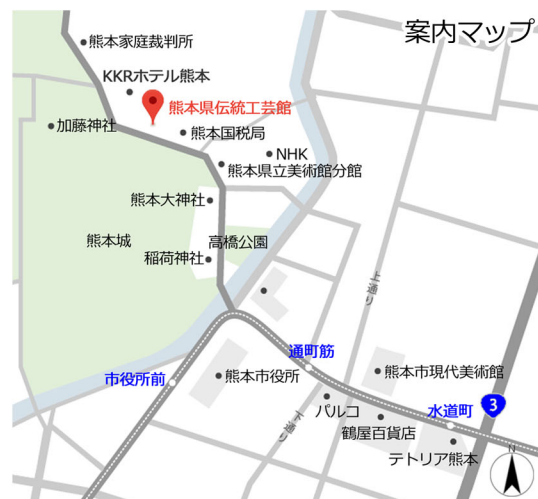 案内マップ
熊本家庭裁判所
KKRホテル熊本
熊本県伝統工芸館
加藤神社
熊本国税局
NHK
熊本県立美術館分館
熊本大神社
熊本城
高橋公園
稲荷神社
上通り
通町筋
市役所前
熊本市役所
熊本市現代美術館
下通り
パルコ
水道町
3
鶴屋百貨店
テトリア熊本
N